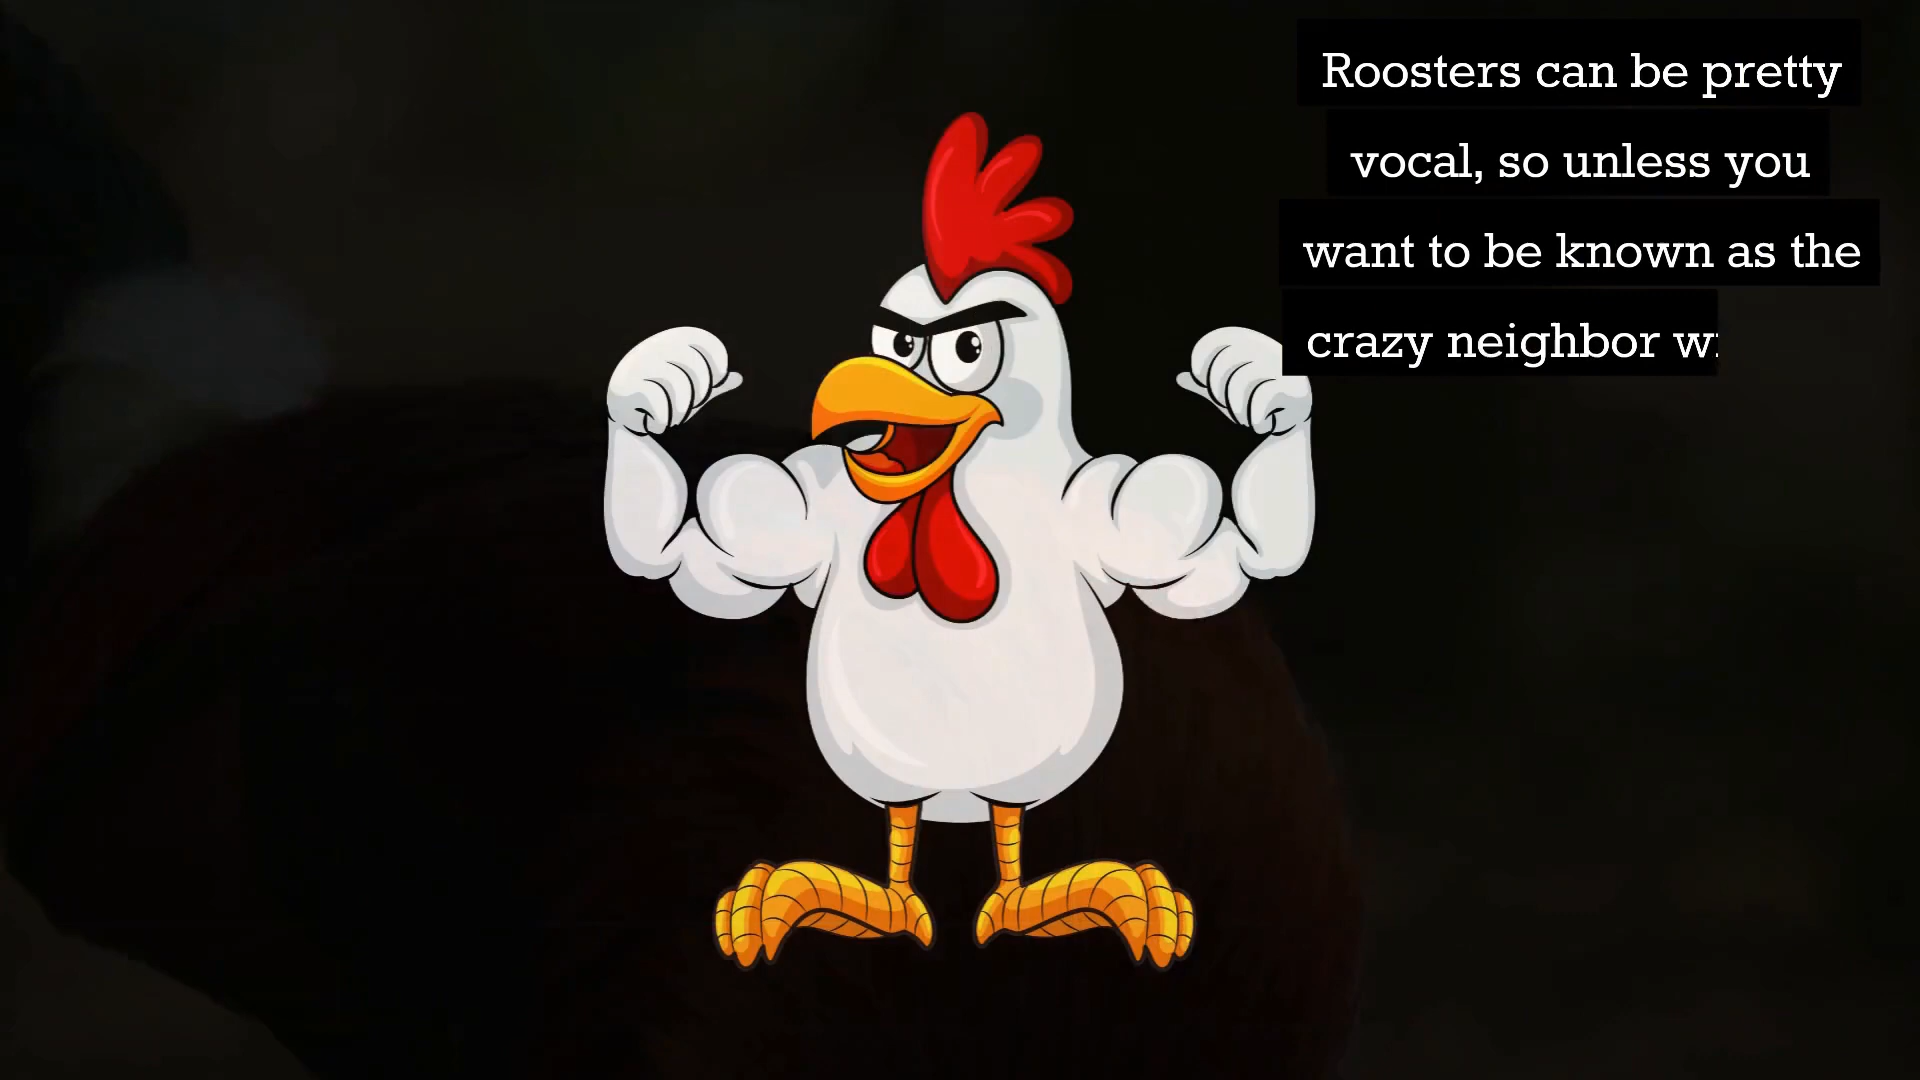 Roosters can be pretty
vocal, so unless you
want to be known as the
crazy neighbor